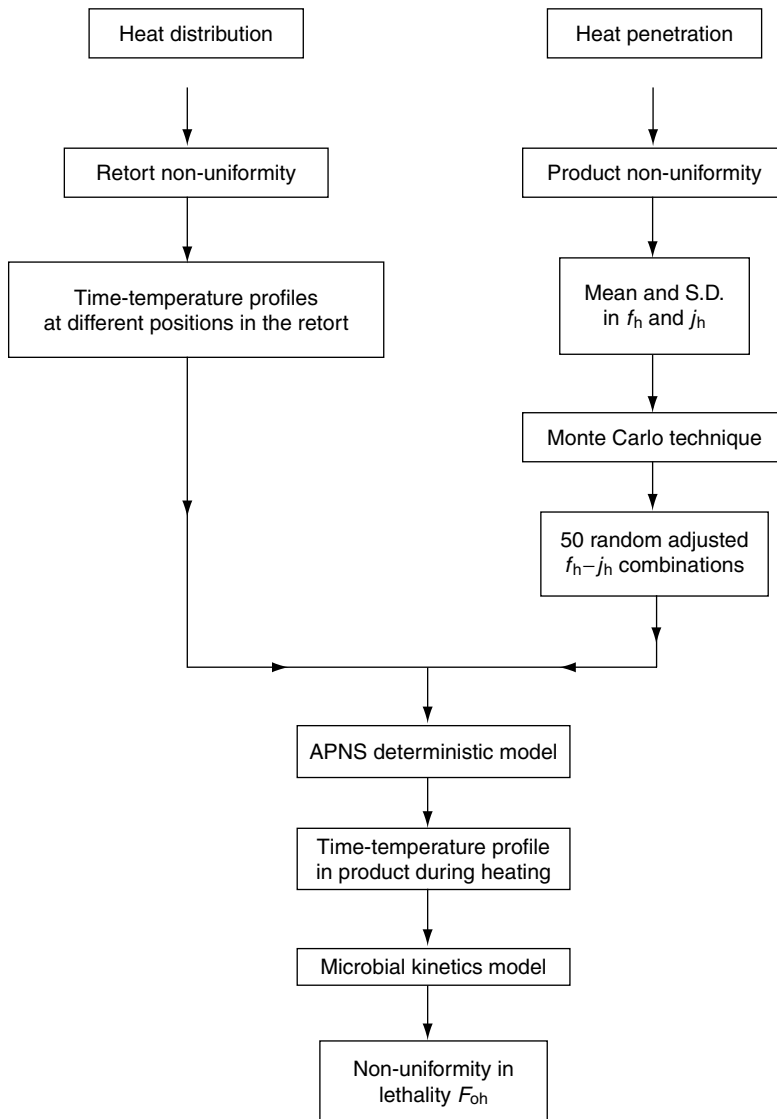 Heat distribution
Heat penetration
Retort non-uniformity
Product non-uniformity
Time-temperature profiles
at different positions in the retort
Mean and S.D.
in fh and jh
Monte Carlo technique
50 random adjusted
fh–jh combinations
APNS deterministic model
Time-temperature profile
in product during heating
Microbial kinetics model
Non-uniformity in
lethality Foh